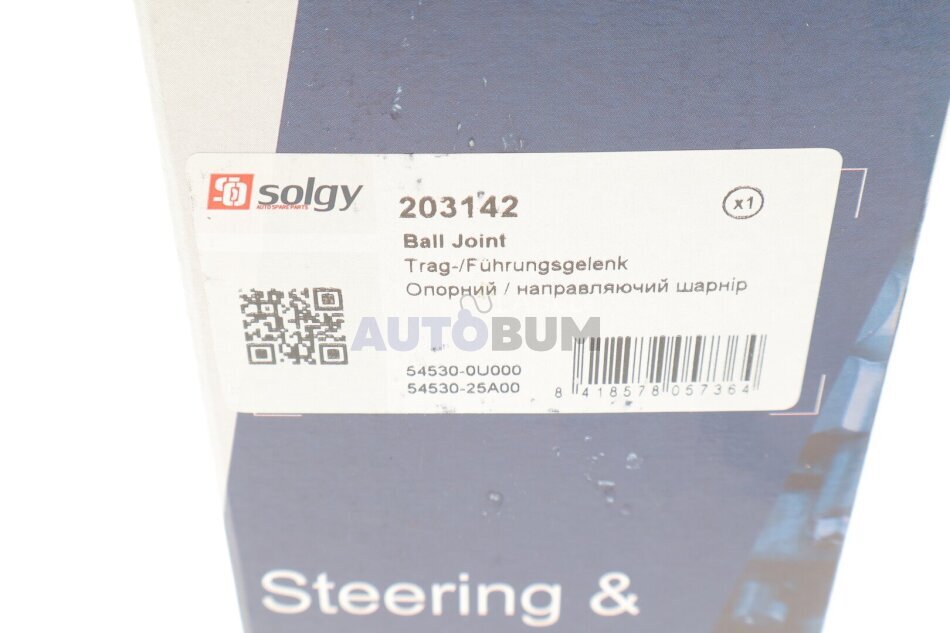 solgy
AUTO SPARE PARTS
203142
x1
Ball Joint
Trag-/Führungsgelenk
Опорний / направляючий шарнір
AUTOBUM
54530-0U000
54530-25A00
8 418578 057364
Steering &